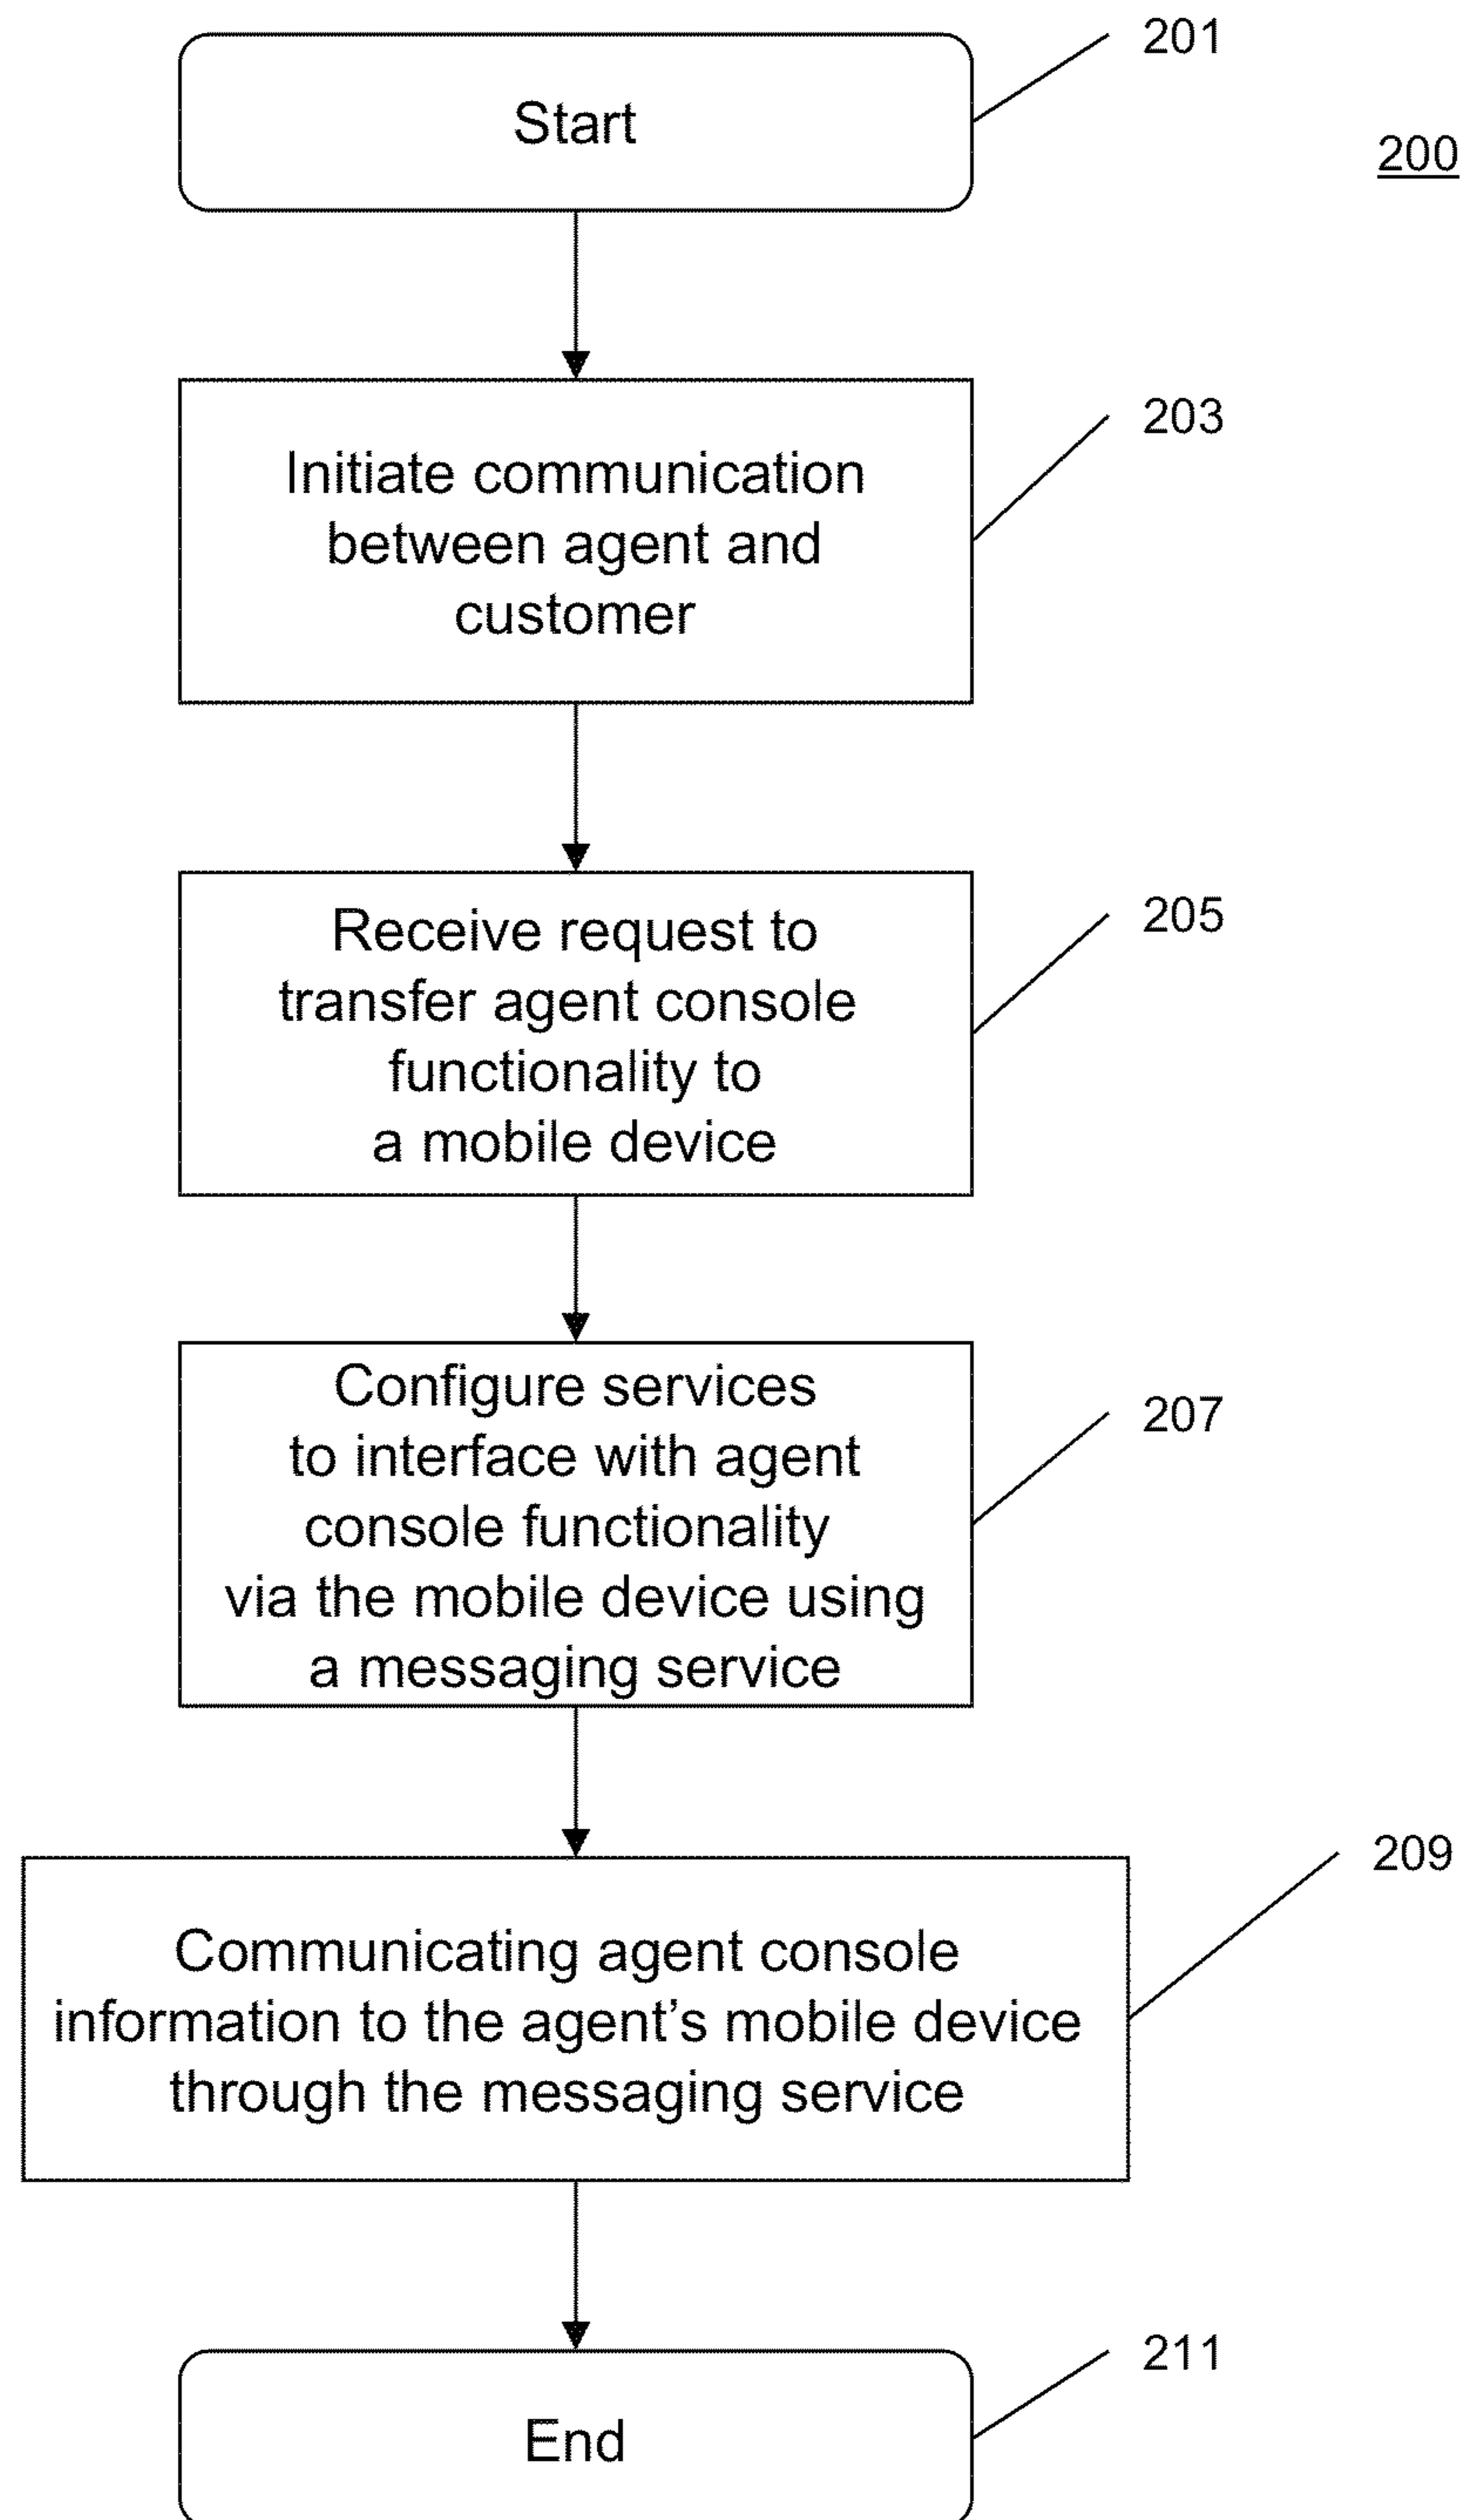 201
Start
200
203
Initiate communication
between agent and
customer
205
Receive request to
transfer agent console
functionality to
a mobile device
207
Configure services
to interface with agent
console functionality
via the mobile device using
a messaging service
209
Communicating agent console
information to the agent’s mobile device
through the messaging service
211
End